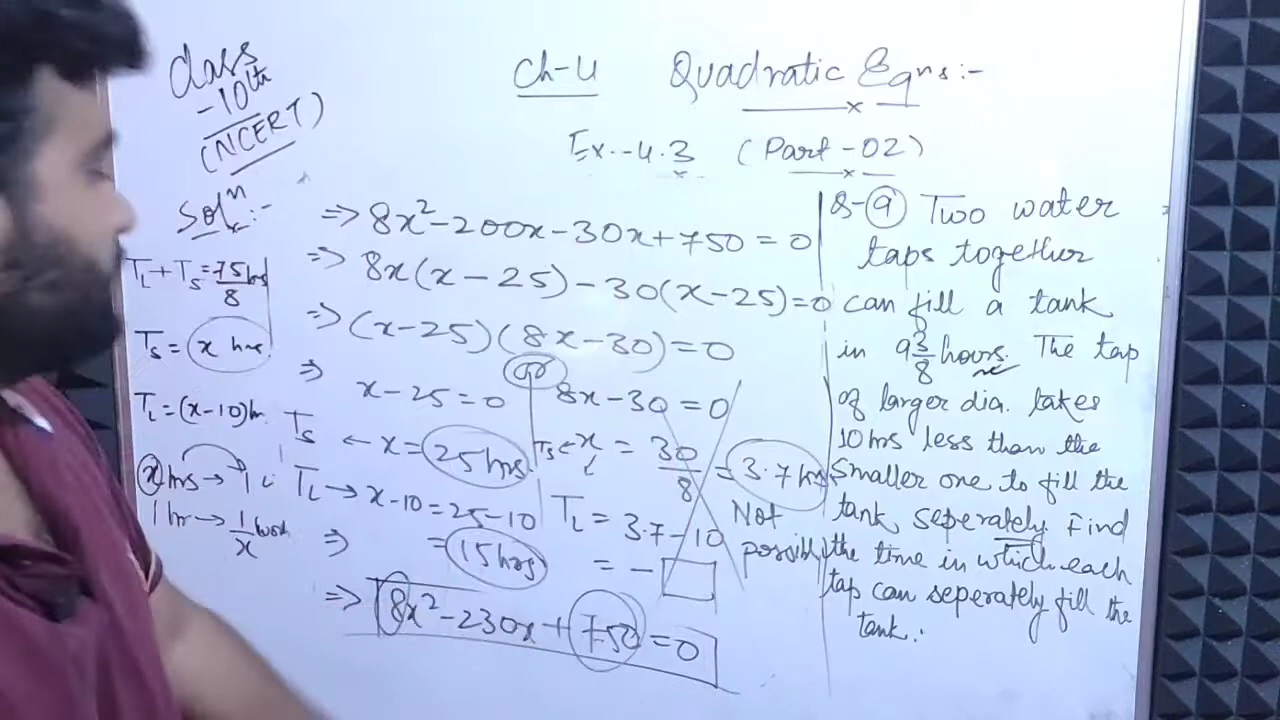 Class
-10th
(NCERT)
Ch-4 Quadratic Eqns:-
Ex.-4.3 (Part-02)
Soln:-
TL + TS = 75/8 hrs
TS = x hrs
TL = (x-10)hr
x hrs → 1
1 hr → 1/x work
⇒ 8x² - 200x - 30x + 750 = 0
⇒ 8x(x - 25) - 30(x - 25) = 0
⇒ (x - 25)(8x - 30) = 0
⇒ x - 25 = 0 or 8x - 30 = 0
TS ← x = 25 hrs
TL → x - 10 = 25 - 10
⇒ = 15 hrs
TS ← x = 30/8 = 3.7 hrs
TL = 3.7 - 10
= -
Not
possible
⇒ 8x² - 230x + 750 = 0
Q-9 Two water
taps together
can fill a tank
in 9 3/8 hours. The tap
of larger dia. takes
10 hrs less than the
smaller one to fill the
tank seperately. Find
the time in which each
tap can seperately fill the
tank.